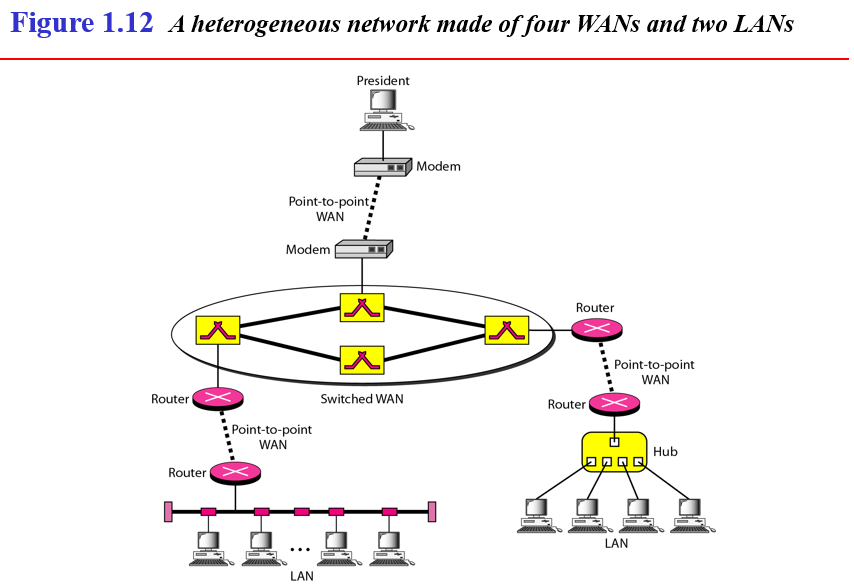 Figure 1.12 A heterogeneous network made of four WANs and two LANs
President
Modem
Point-to-point
WAN
Modem
Router
Point-to-point
WAN
Router
Switched WAN
Router
Point-to-point
WAN
Hub
Router
LAN
...
LAN